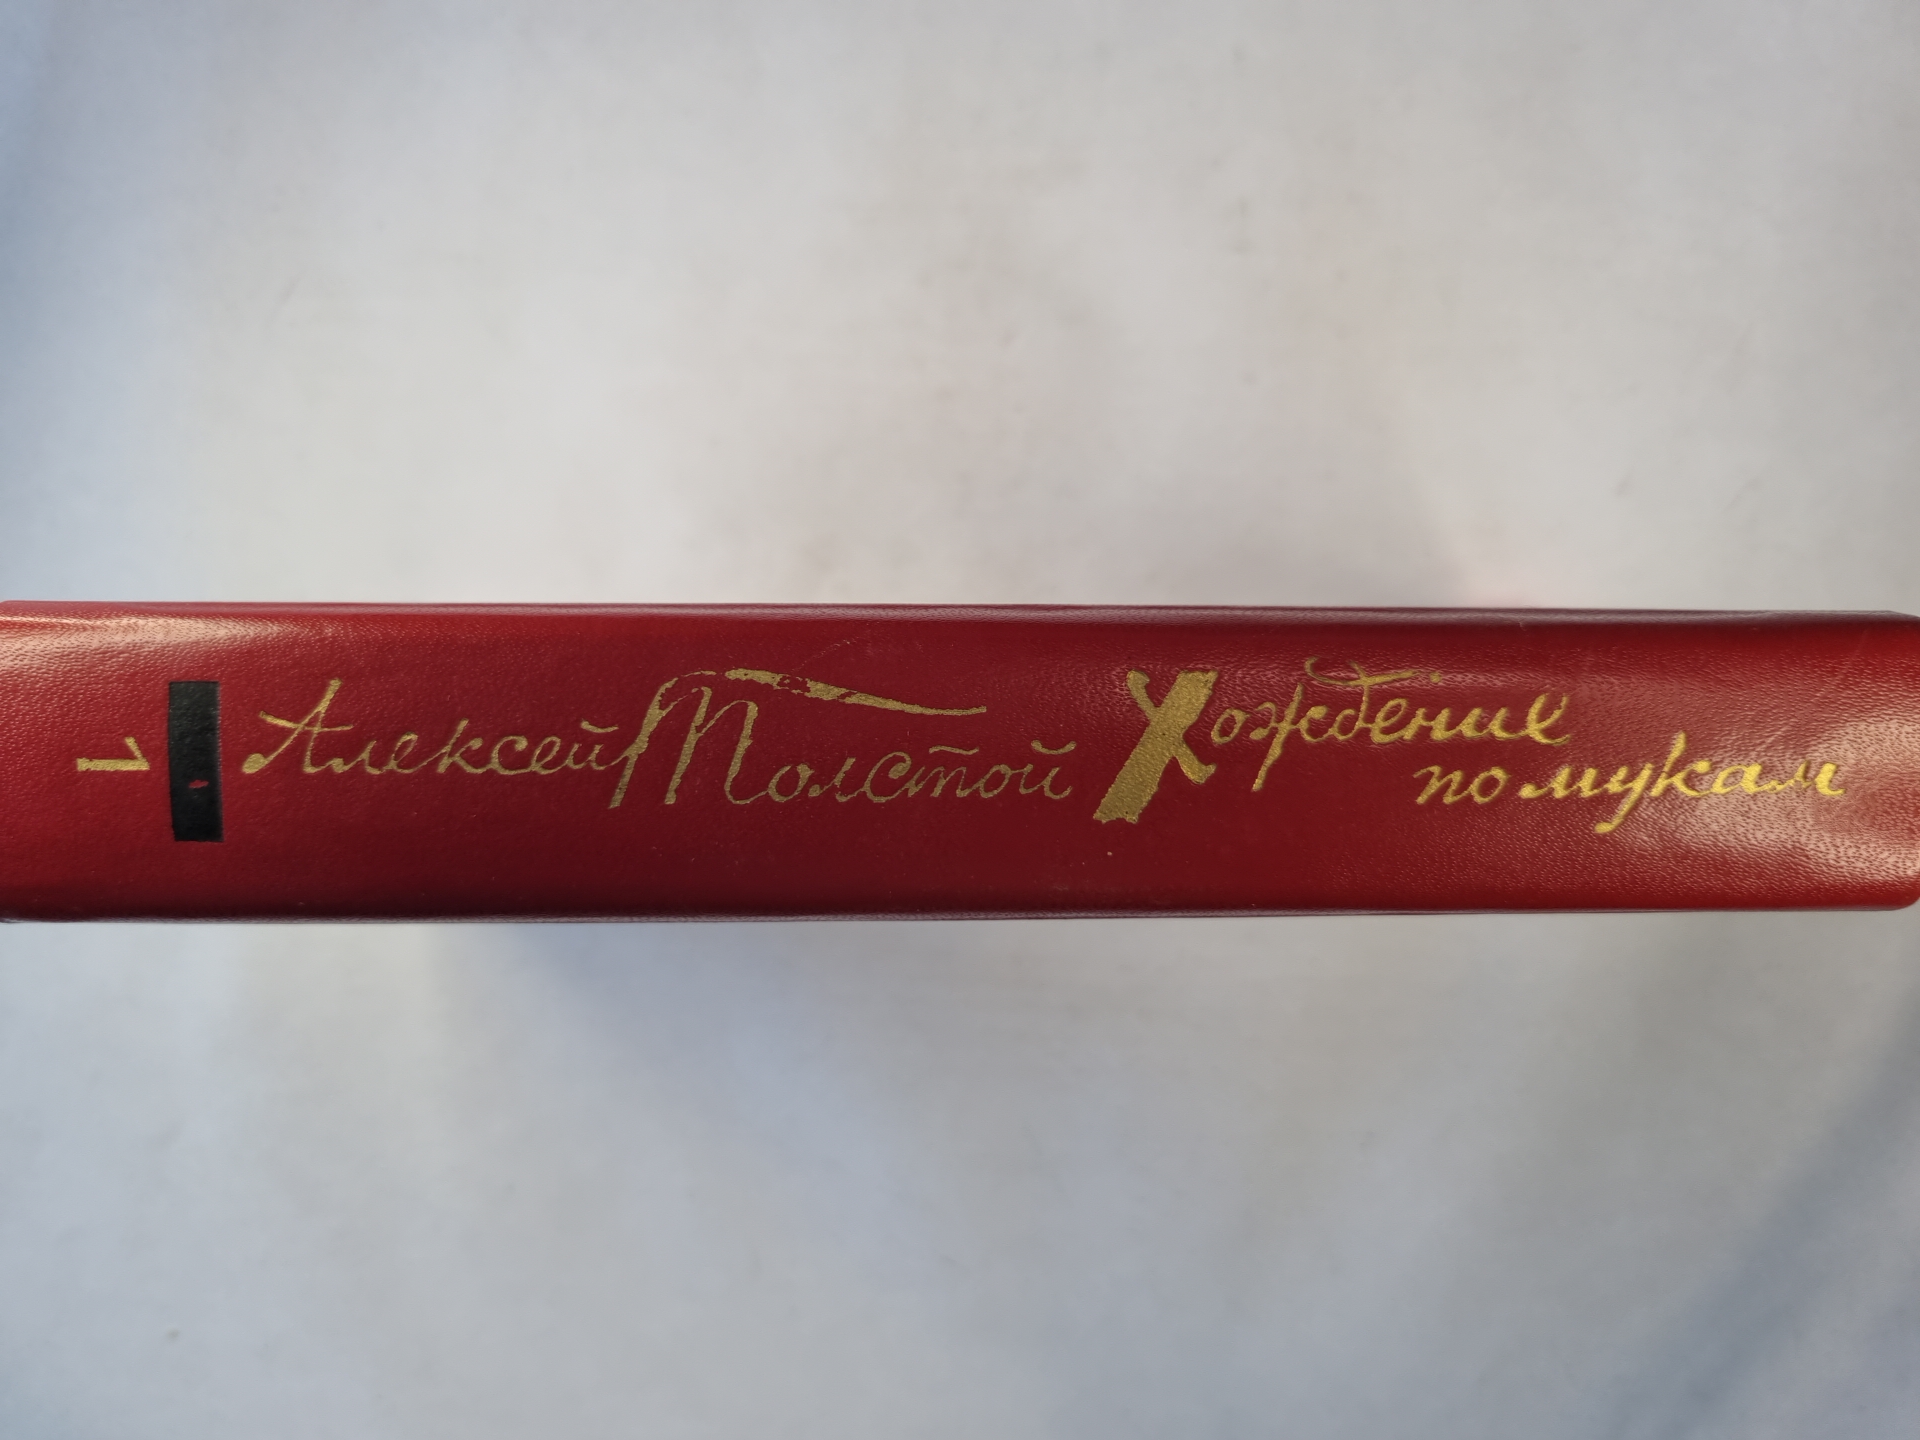 1
Алексей Толстой
Хождение
по мукам